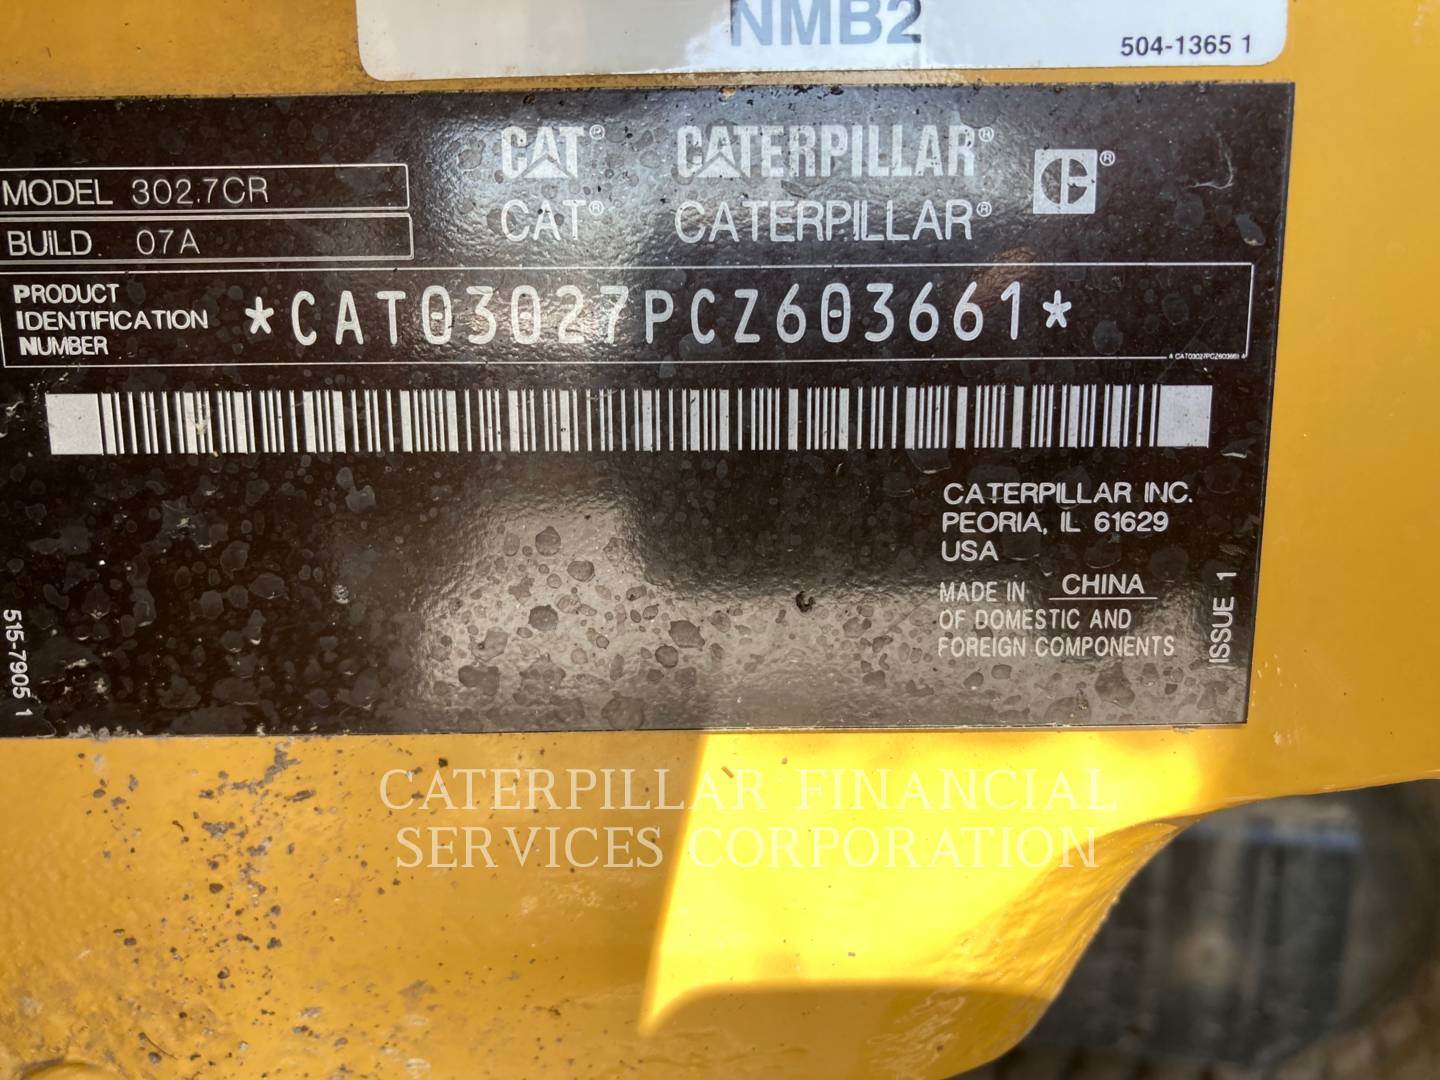 NMB2
504-1365 1
CAT® CATERPILLAR® ®
CAT® CATERPILLAR®
MODEL 302.7CR
BUILD 07A
PRODUCT
IDENTIFICATION
NUMBER
*CAT03027PCZ603661*
*CAT03027PCZ603661*
CATERPILLAR INC.
PEORIA, IL 61629
USA
MADE IN CHINA
OF DOMESTIC AND
FOREIGN COMPONENTS
ISSUE 1
515-7905 1
CATERPILLAR FINANCIAL
SERVICES CORPORATION